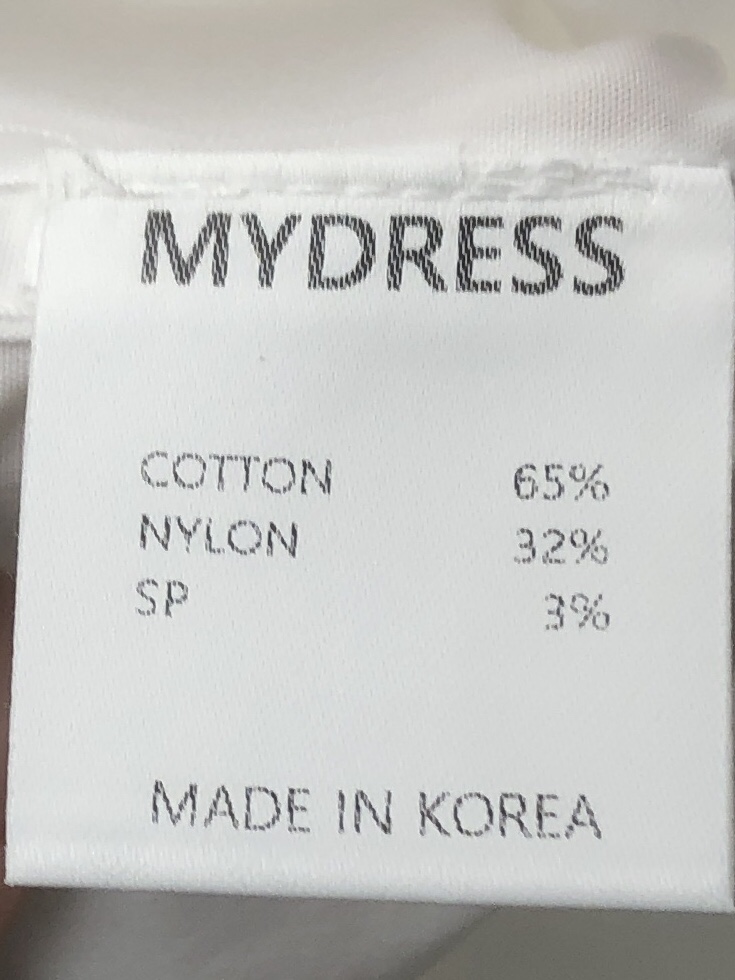 MYDRESS
COTTON 65%
NYLON 32%
SP 3%
MADE IN KOREA